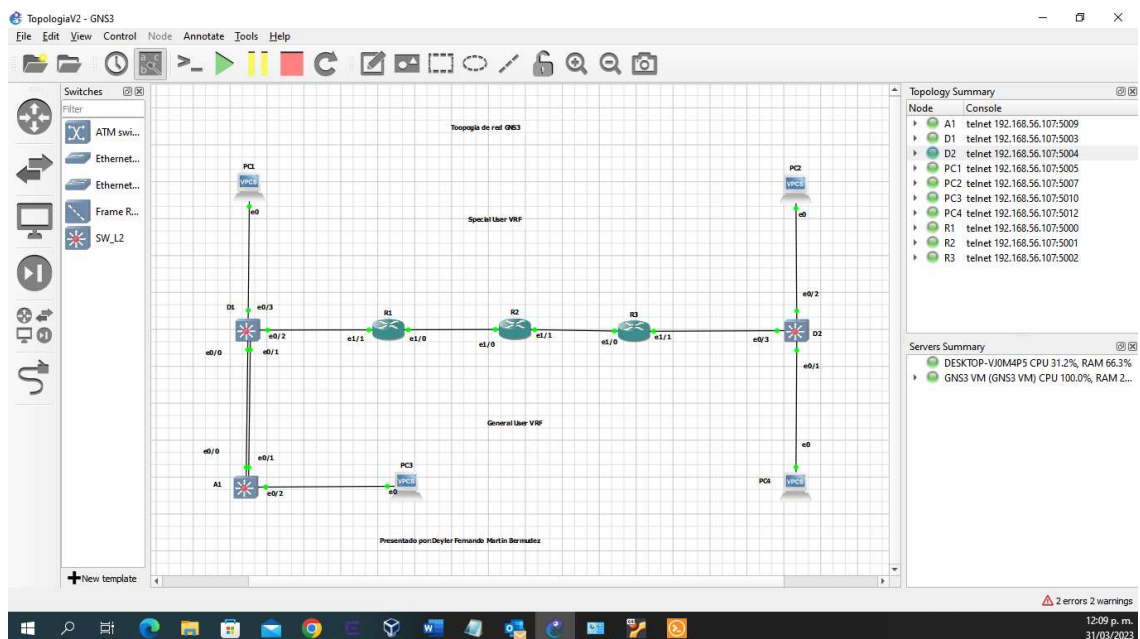 TopologiaV2 - GNS3
File Edit View Control Node Annotate Tools Help
Switches
Filter
ATM swi...
Ethernet...
Ethernet...
Frame R...
SW_L2
New template
Toopogia de red GNS3
PC1
VPCS
e0
PC2
VPCS
e0
Special User VRF
D1
e0/3
e0/2
e0/0
e0/1
R1
e1/1
e1/0
R2
e1/0
e1/1
R3
e1/0
e1/1
e0/2
e0/3
D2
e0/1
General User VRF
e0/0
e0/1
A1
e0/2
PC3
VPCS
e0
e0
PC4
VPCS
Presentado por:Deyler Fernando Martin Bermudez
Topology Summary
Node Console
A1 telnet 192.168.56.107:5009
D1 telnet 192.168.56.107:5003
D2 telnet 192.168.56.107:5004
PC1 telnet 192.168.56.107:5005
PC2 telnet 192.168.56.107:5007
PC3 telnet 192.168.56.107:5010
PC4 telnet 192.168.56.107:5012
R1 telnet 192.168.56.107:5000
R2 telnet 192.168.56.107:5001
R3 telnet 192.168.56.107:5002
Servers Summary
DESKTOP-VJ0M4P5 CPU 31.2%, RAM 66.3%
GNS3 VM (GNS3 VM) CPU 100.0%, RAM 2...
2 errors 2 warnings
12:09 p. m.
31/03/2023